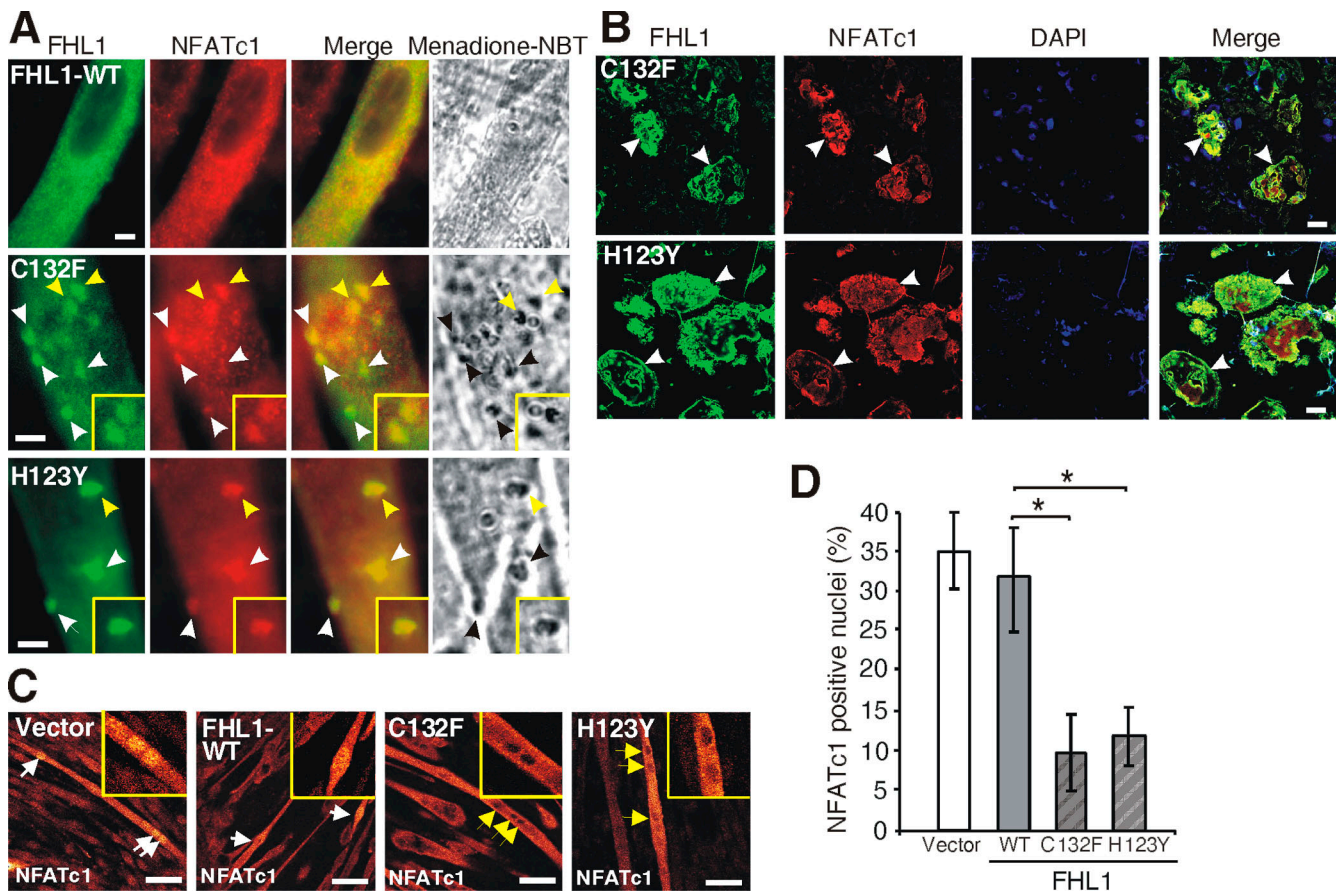 A
FHL1 NFATc1 Merge Menadione-NBT
FHL1-WT
C132F
H123Y
B
FHL1 NFATc1 DAPI Merge
C132F
H123Y
C
Vector
NFATc1
FHL1-
WT
NFATc1
C132F
NFATc1
H123Y
NFATc1
D
NFATc1 positive nuclei (%)
40
35
30
25
20
15
10
5
0
Vector WT C132F H123Y
FHL1
* *